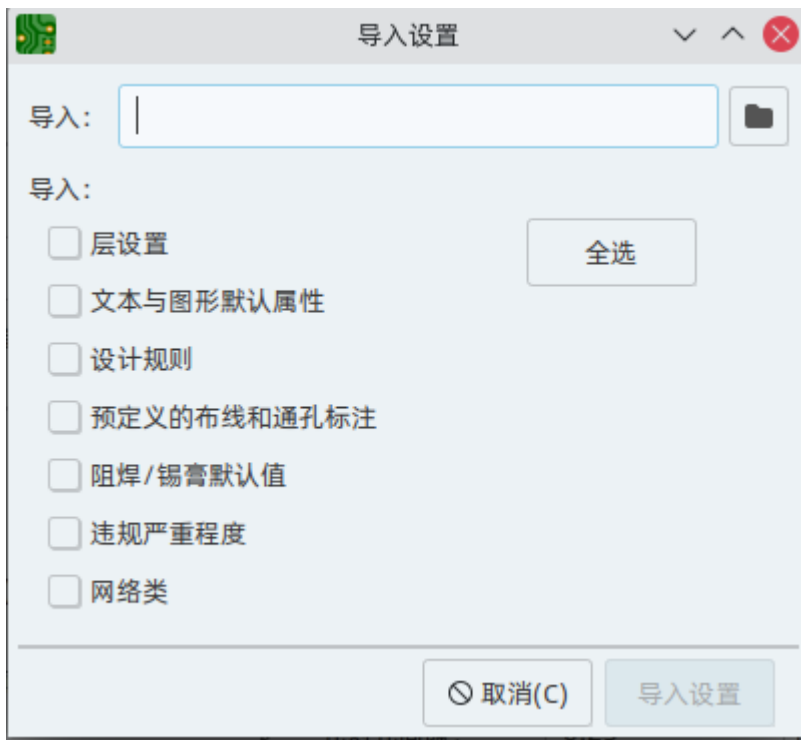 导入设置
导入:
导入:
层设置
全选
文本与图形默认属性
设计规则
预定义的布线和通孔标注
阻焊/锡膏默认值
违规严重程度
网络类
取消(C)
导入设置